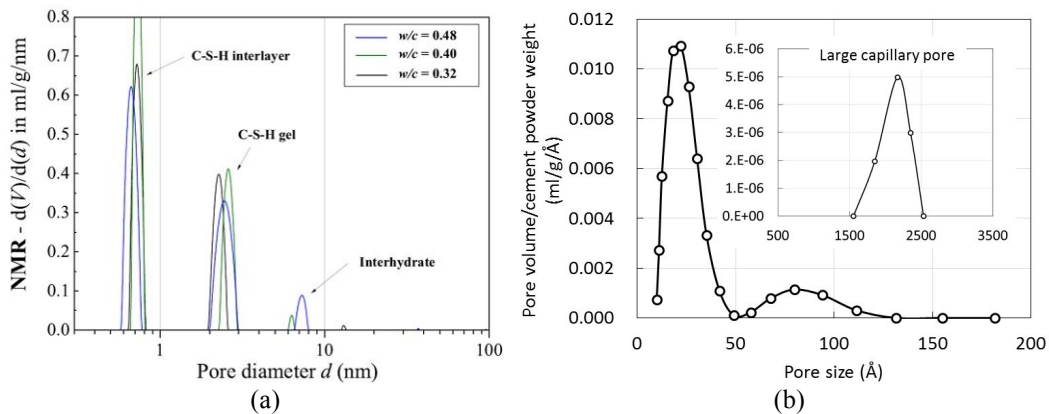 NMR - d(V)/d(d) in ml/g/nm
0.8
0.7
0.6
0.5
0.4
0.3
0.2
0.1
0.0
C-S-H interlayer
w/c = 0.48
w/c = 0.40
w/c = 0.32
C-S-H gel
Interhydrate
1
10
100
Pore diameter d (nm)
(a)
b)
Pore volume/cement powder weight
(ml/g/Å)
0.012
0.010
0.008
0.006
0.004
0.002
0.000
Large capillary pore
6.E-06
5.E-06
4.E-06
3.E-06
2.E-06
1.E-06
0.E+00
500
1500
2500
3500
0
50
100
150
200
Pore size (Å)
(b)